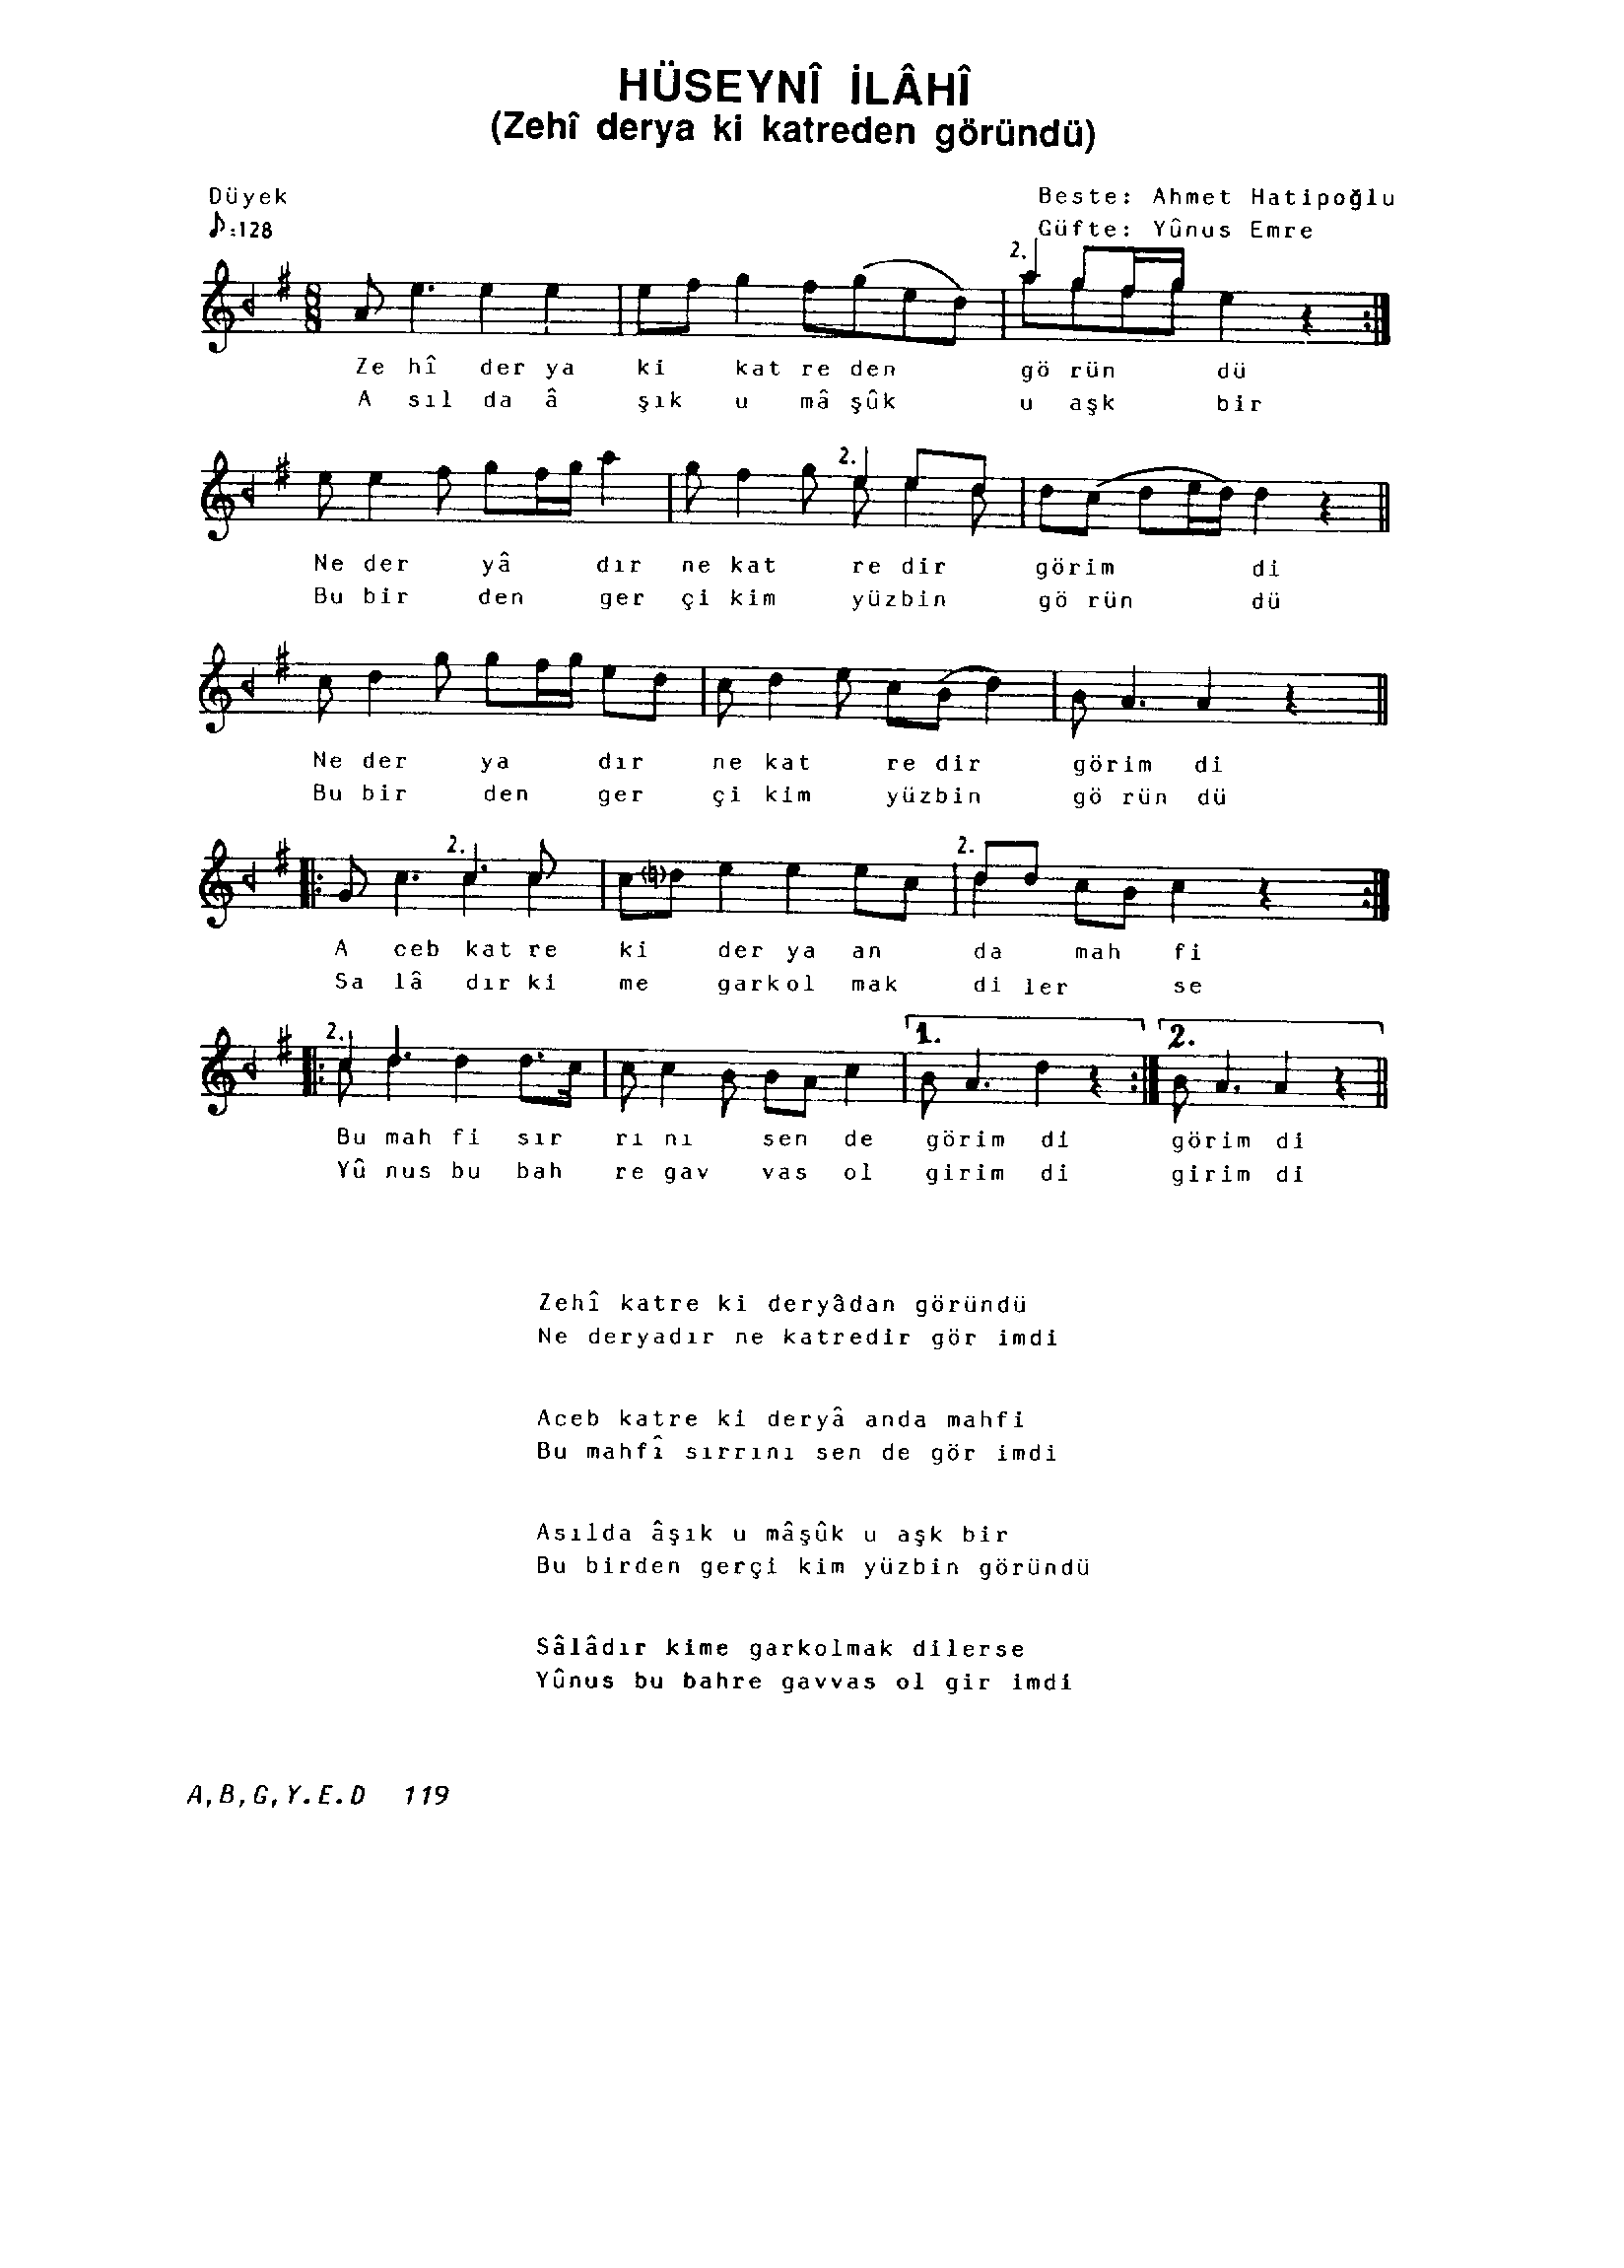 HÜSEYNÎ İLÂHÎ
(Zehî derya ki katreden göründü)
Düyek
♪=128
Beste: Ahmet Hatipoğlu
Güfte: Yûnus Emre
2.
8
8
Ze hî der ya ki kat re den gö rün dü
A sıl da â şık u mâ şûk u aşk bir
2.
Ne der yâ dır ne kat re dir görim di
Bu bir den ger çi kim yüzbin gö rün dü
Ne der ya dır ne kat re dir görim di
Bu bir den ger çi kim yüzbin gö rün dü
2. 2.
A ceb kat re ki der ya an da mah fi
Sa lâ dır ki me garkol mak di ler se
2. 1. 2.
Bu mah fi sır rı nı sen de görim di görim di
Yû nus bu bah re gav vas ol girim di girim di
Zehî katre ki deryâdan göründü
Ne deryadır ne katredir gör imdi
Aceb katre ki deryâ anda mahfi
Bu mahfî sırrını sen de gör imdi
Asılda âşık u mâşûk u aşk bir
Bu birden gerçi kim yüzbin göründü
Sâlâdır kime garkolmak dilerse
Yûnus bu bahre gavvas ol gir imdi
A,B,G,Y.E.D 119